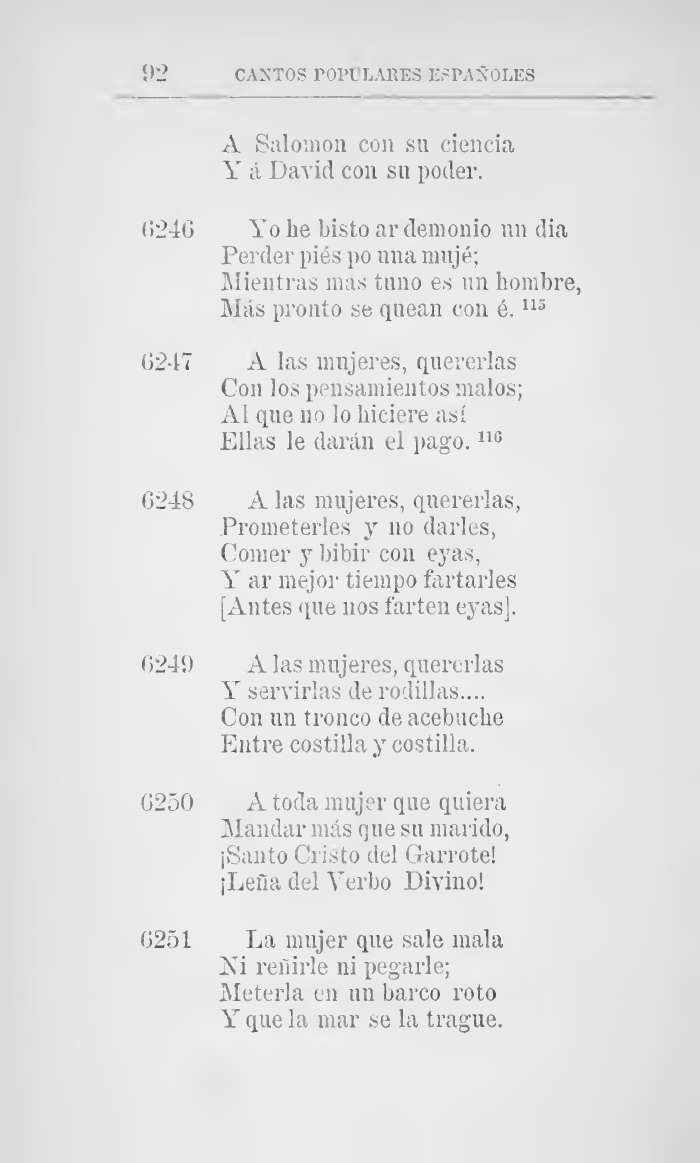 92 CANTOS POPULARES ESPAÑOLES
A Salomon con su ciencia
Y á David con su poder.
6246 Yo he bisto ar demonio un dia
Perder piés po una mujé;
Mientras mas tuno es un hombre,
Más pronto se quean con é. 115
6247 A las mujeres, quererlas
Con los pensamientos malos;
Al que no lo hiciere así
Ellas le darán el pago. 116
6248 A las mujeres, quererlas,
Prometerles y no darles,
Comer y bibir con eyas,
Y ar mejor tiempo fartarles
[Antes que nos farten eyas].
6249 A las mujeres, quererlas
Y servirlas de rodillas....
Con un tronco de acebuche
Entre costilla y costilla.
6250 A toda mujer que quiera
Mandar más que su marido,
¡Santo Cristo del Garrote!
¡Leña del Verbo Divino!
6251 La mujer que sale mala
Ni reñirle ni pegarle;
Meterla en un barco roto
Y que la mar se la trague.